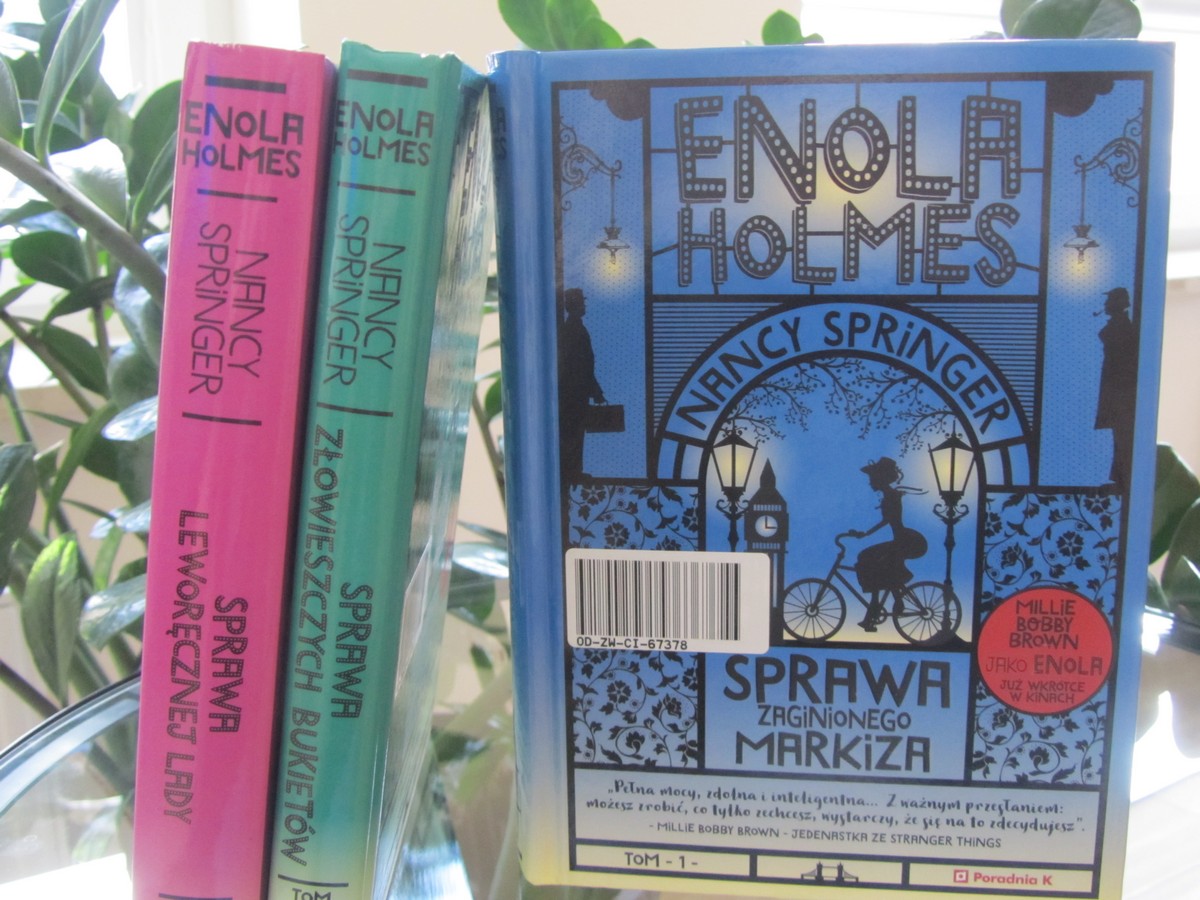 ENOLA
HOLMES
NANCY
SPRINGER
SPRAWA
LEWORĘCZNEJ LADY
ENOLA
HOLMES
NANCY
SPRINGER
SPRAWA
ZŁOWIESZCZYCH BUKIETÓW
TOM
ENOLA
HOLMES
NANCY SPRINGER
OD-ZW-CI-67378
MILLIE
BOBBY
BROWN
JAKO ENOLA
JUŻ WKRÓTCE
W KINACH
SPRAWA
ZAGINIONEGO
MARKIZA
„Pełna mocy, zdolna i inteligentna... Z ważnym przesłaniem:
możesz zrobić, co tylko zechcesz, wystarczy, że się na to zdecydujesz”.
- MILLIE BOBBY BROWN - JEDENASTKA ZE STRANGER THINGS
TOM - 1 -
Poradnia K